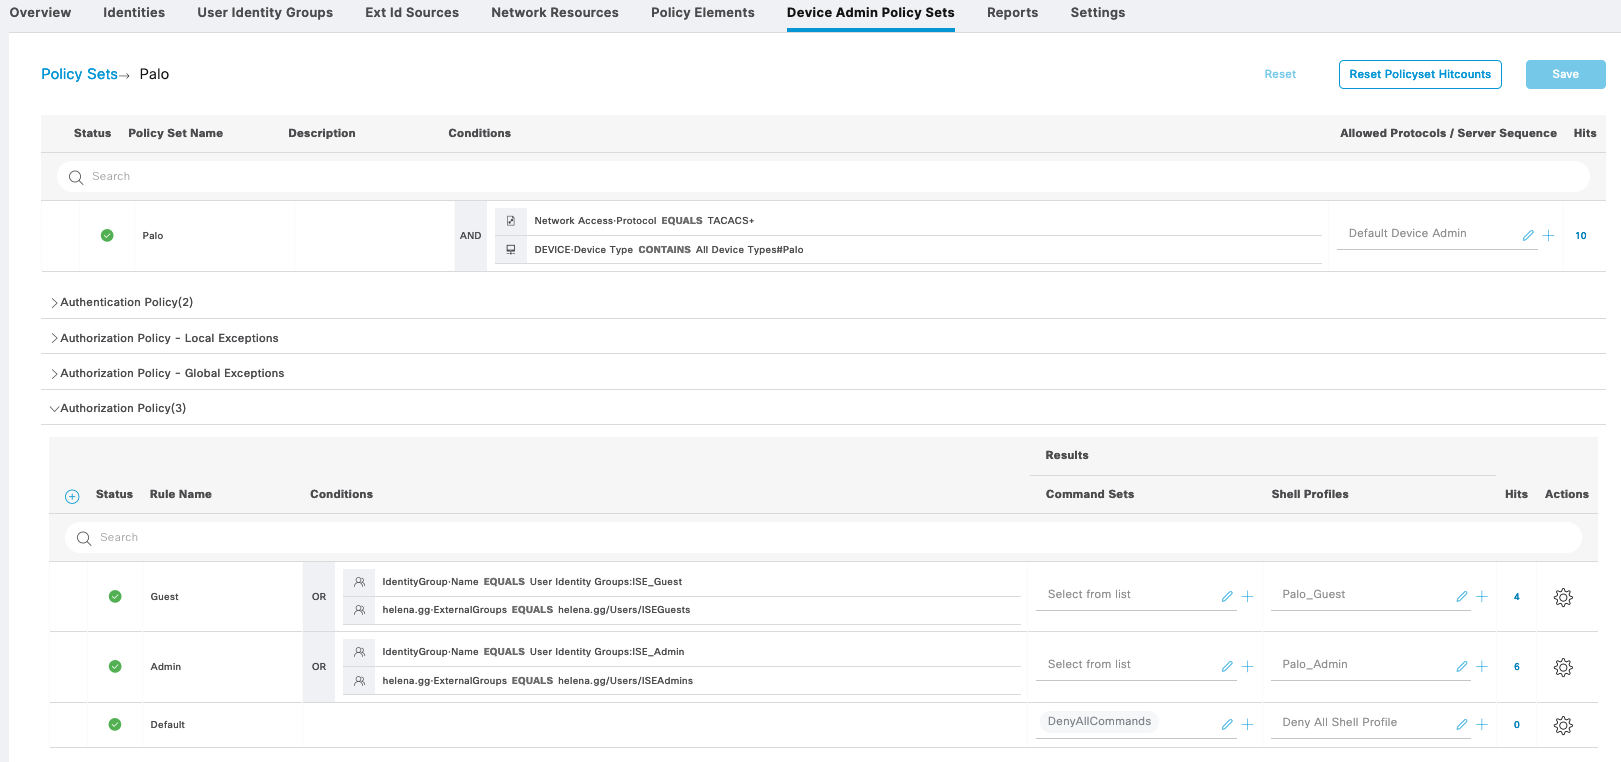 Overview Identities User Identity Groups Ext Id Sources Network Resources Policy Elements Device Admin Policy Sets Reports Settings
Policy Sets→ Palo Reset Reset Policyset Hitcounts Save
Status Policy Set Name Description Conditions Allowed Protocols / Server Sequence Hits
Search
Network Access·Protocol EQUALS TACACS+
Palo AND Default Device Admin 10
DEVICE·Device Type CONTAINS All Device Types#Palo
Authentication Policy(2)
Authorization Policy - Local Exceptions
Authorization Policy - Global Exceptions
Authorization Policy(3)
Results
Status Rule Name Conditions Command Sets Shell Profiles Hits Actions
Search
IdentityGroup·Name EQUALS User Identity Groups:ISE_Guest
Guest OR Select from list Palo_Guest 4
helena.gg·ExternalGroups EQUALS helena.gg/Users/ISEGuests
IdentityGroup·Name EQUALS User Identity Groups:ISE_Admin
Admin OR Select from list Palo_Admin 6
helena.gg·ExternalGroups EQUALS helena.gg/Users/ISEAdmins
Default DenyAllCommands Deny All Shell Profile 0